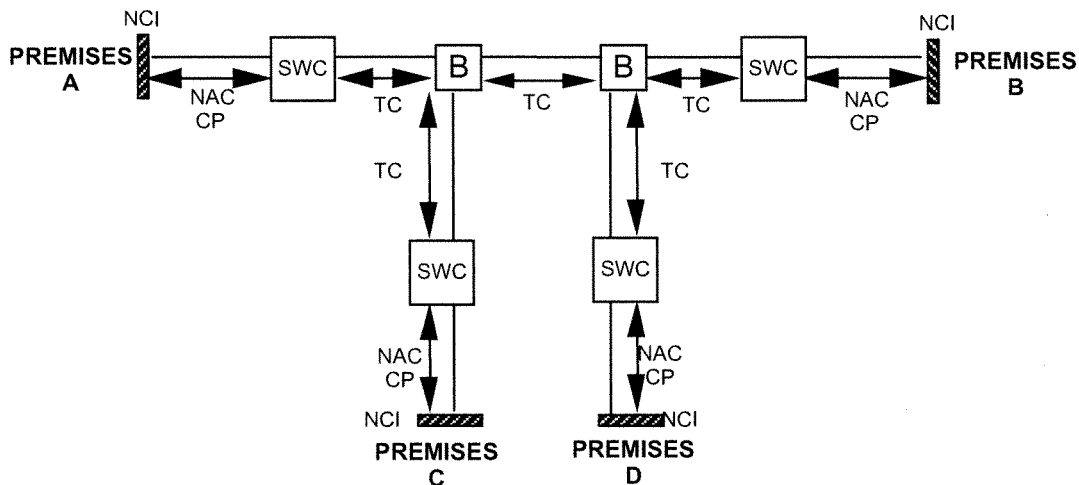 NCI
NCI
PREMISES
A
SWC
B
B
SWC
PREMISES
B
NAC
CP
TC
TC
TC
NAC
CP
TC
TC
SWC
SWC
NAC
CP
NAC
CP
NCI
NCI
PREMISES
C
PREMISES
D